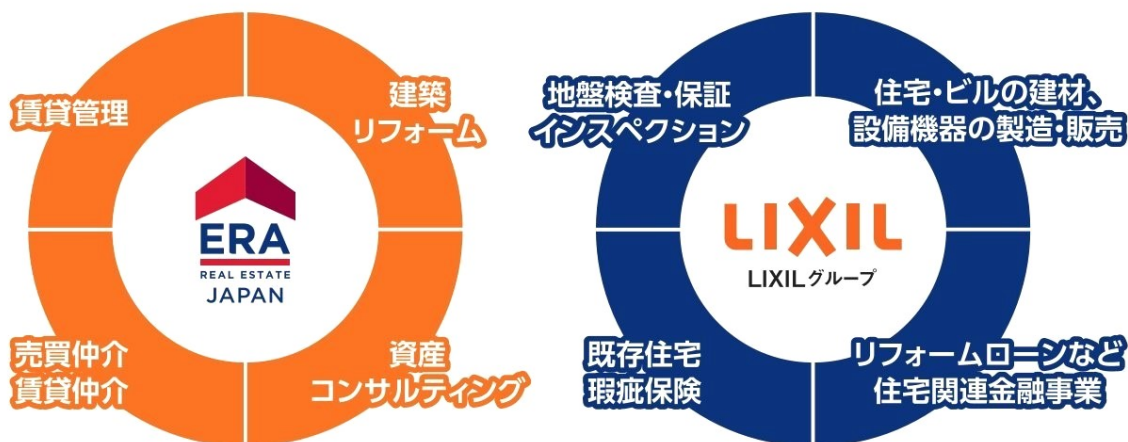 賃貸管理
建築
リフォーム
ERA
REAL ESTATE
JAPAN
売買仲介
賃貸仲介
資産
コンサルティング
地盤検査・保証
インスペクション
住宅・ビルの建材、
設備機器の製造・販売
LIXIL
LIXILグループ
既存住宅
瑕疵保険
リフォームローンなど
住宅関連金融事業